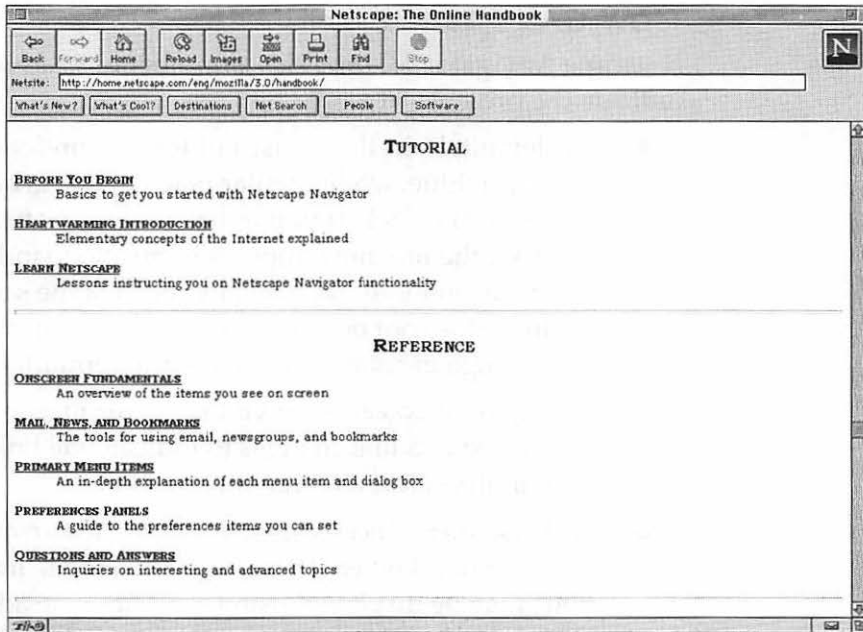 Netscape: The Online Handbook
Back Forward Home Reload Images Open Print Find Stop
N
Netsite: http://home.netscape.com/eng/mozilla/3.0/handbook/
What's New? What's Cool? Destinations Net Search People Software
TUTORIAL
BEFORE YOU BEGIN
Basics to get you started with Netscape Navigator
HEARTWARMING INTRODUCTION
Elementary concepts of the Internet explained
LEARN NETSCAPE
Lessons instructing you on Netscape Navigator functionality
REFERENCE
ONSCREEN FUNDAMENTALS
An overview of the items you see on screen
MAIL, NEWS, AND BOOKMARKS
The tools for using email, newsgroups, and bookmarks
PRIMARY MENU ITEMS
An in-depth explanation of each menu item and dialog box
PREFERENCES PANELS
A guide to the preferences items you can set
QUESTIONS AND ANSWERS
Inquiries on interesting and advanced topics